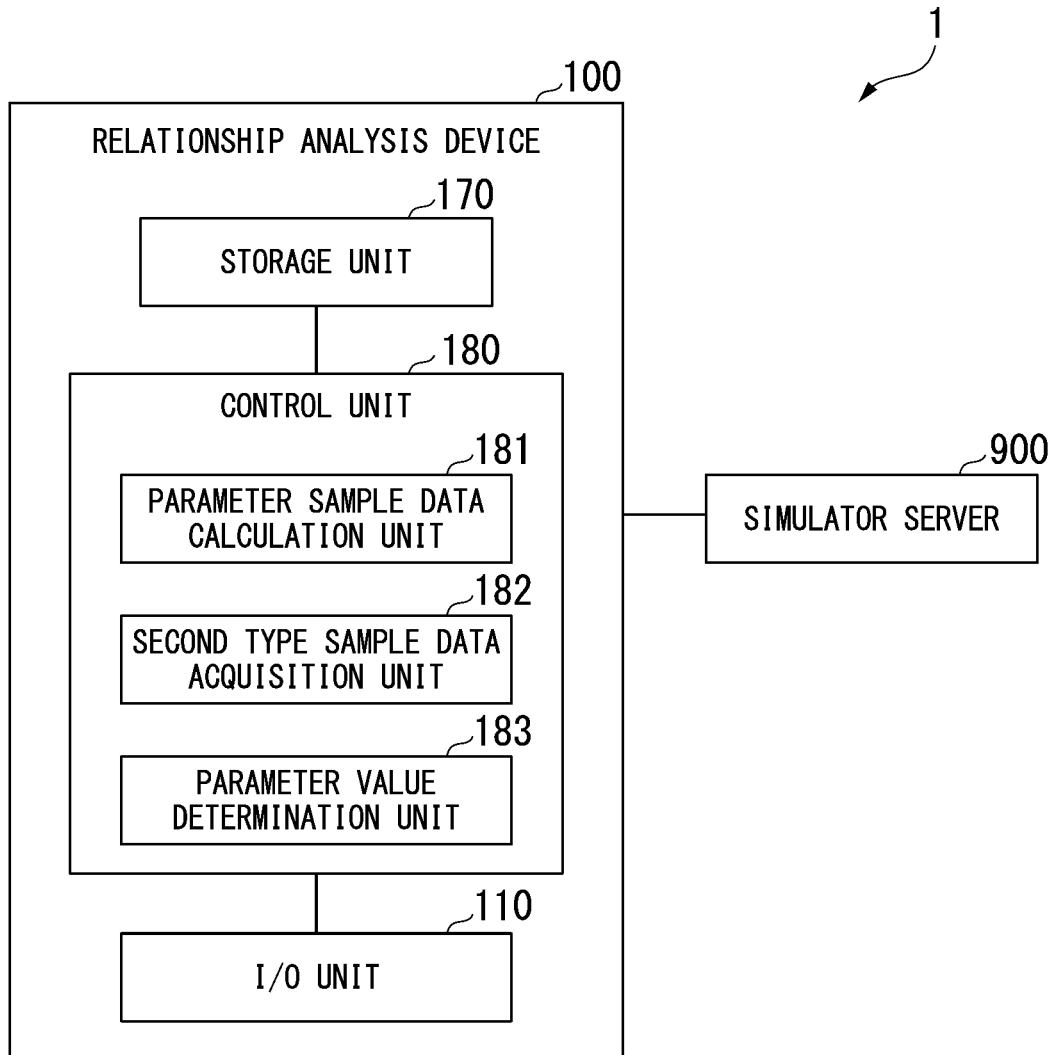 1
100
RELATIONSHIP ANALYSIS DEVICE
170
STORAGE UNIT
180
CONTROL UNIT
181
PARAMETER SAMPLE DATA
CALCULATION UNIT
900
SIMULATOR SERVER
182
SECOND TYPE SAMPLE DATA
ACQUISITION UNIT
183
PARAMETER VALUE
DETERMINATION UNIT
110
I/O UNIT